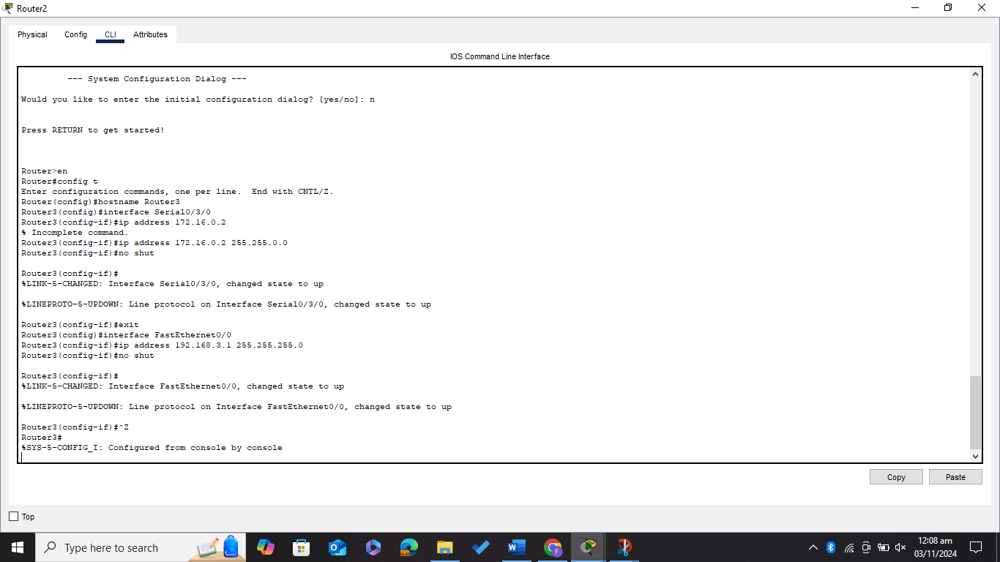 Router2
Physical Config CLI Attributes
IOS Command Line Interface
--- System Configuration Dialog ---
Would you like to enter the initial configuration dialog? [yes/no]: n
Press RETURN to get started!
Router>en
Router#config t
Enter configuration commands, one per line.  End with CNTL/Z.
Router(config)#hostname Router3
Router3(config)#interface Serial0/3/0
Router3(config-if)#ip address 172.16.0.2
% Incomplete command.
Router3(config-if)#ip address 172.16.0.2 255.255.0.0
Router3(config-if)#no shut
Router3(config-if)#
%LINK-5-CHANGED: Interface Serial0/3/0, changed state to up
%LINEPROTO-5-UPDOWN: Line protocol on Interface Serial0/3/0, changed state to up
Router3(config-if)#exit
Router3(config)#interface FastEthernet0/0
Router3(config-if)#ip address 192.168.3.1 255.255.255.0
Router3(config-if)#no shut
Router3(config-if)#
%LINK-5-CHANGED: Interface FastEthernet0/0, changed state to up
%LINEPROTO-5-UPDOWN: Line protocol on Interface FastEthernet0/0, changed state to up
Router3(config-if)#^Z
Router3#
%SYS-5-CONFIG_I: Configured from console by console
Copy Paste
Top
Type here to search
12:08 am
03/11/2024